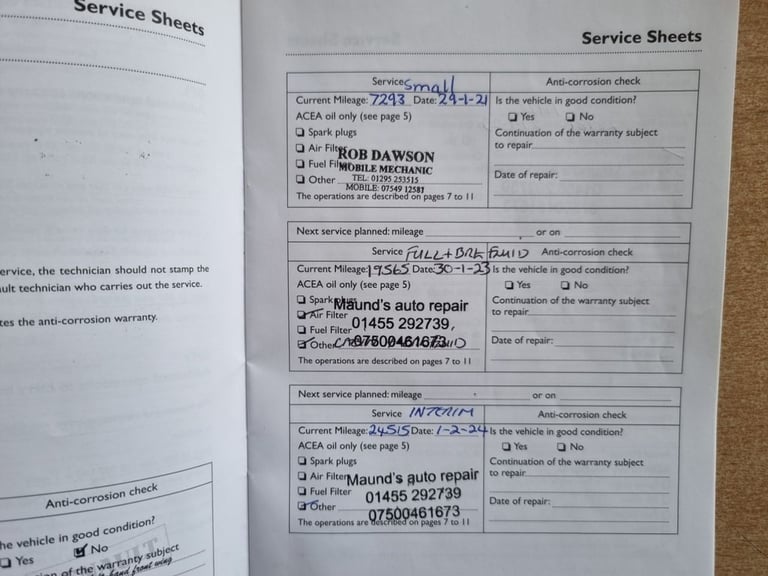 Service Sheets
ervice, the technician should not stamp the
ult technician who carries out the service.
tes the anti-corrosion warranty.
Anti-corrosion check
he vehicle in good condition?
Yes No
n of the warranty subject
hand front wing
Service Sheets
Service small Anti-corrosion check
Current Mileage: 7293 Date: 29-1-21 Is the vehicle in good condition?
ACEA oil only (see page 5) Yes No
Spark plugs Continuation of the warranty subject
to repair
Air Filter
ROB DAWSON
Fuel Filter
MOBILE MECHANIC
Other TEL: 01295 253515 Date of repair:
MOBILE: 07549 12581
The operations are described on pages 7 to 11
Next service planned: mileage or on
Service FULL + BRK FLUID Anti-corrosion check
Current Mileage: 19565 Date: 30-1-23 Is the vehicle in good condition?
ACEA oil only (see page 5) Yes No
Spark plugs Continuation of the warranty subject
Maund's auto repair
Air Filter to repair
01455 292739,
Fuel Filter
Other 07500461673 Date of repair:
The operations are described on pages 7 to 11
Next service planned: mileage or on
Service INTERIM Anti-corrosion check
Current Mileage: 24515 Date: 1-2-24 Is the vehicle in good condition?
ACEA oil only (see page 5) Yes No
Spark plugs Continuation of the warranty subject
Air Filter Maund's auto repair to repair
Fuel Filter 01455 292739
Other 07500461673 Date of repair:
The operations are described on pages 7 to 11